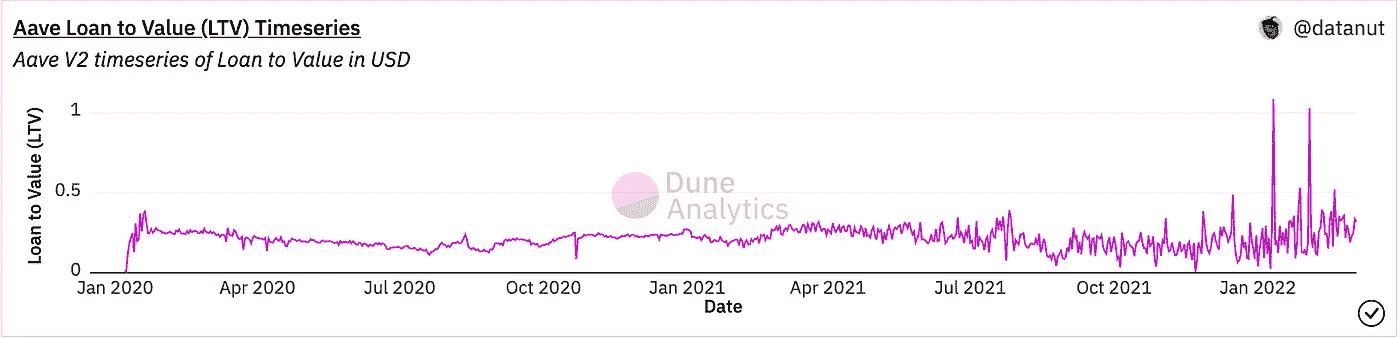 Aave Loan to Value (LTV) Timeseries
@datanut
Aave V2 timeseries of Loan to Value in USD
Loan to Value (LTV)
1
0.5
0
Dune
Analytics
Jan 2020 Apr 2020 Jul 2020 Oct 2020 Jan 2021 Apr 2021 Jul 2021 Oct 2021 Jan 2022
Date